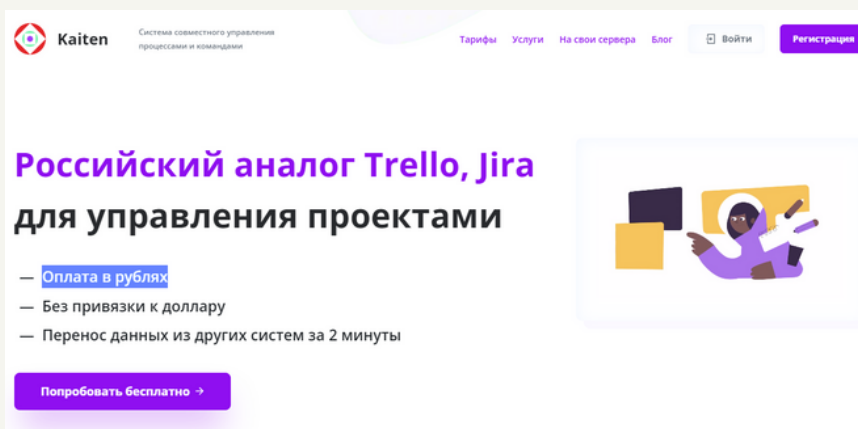 Kaiten
Система совместного управления
процессами и командами
Тарифы Услуги На свои сервера Блог Войти Регистрация
Российский аналог Trello, Jira
для управления проектами
— Оплата в рублях
— Без привязки к доллару
— Перенос данных из других систем за 2 минуты
Попробовать бесплатно →